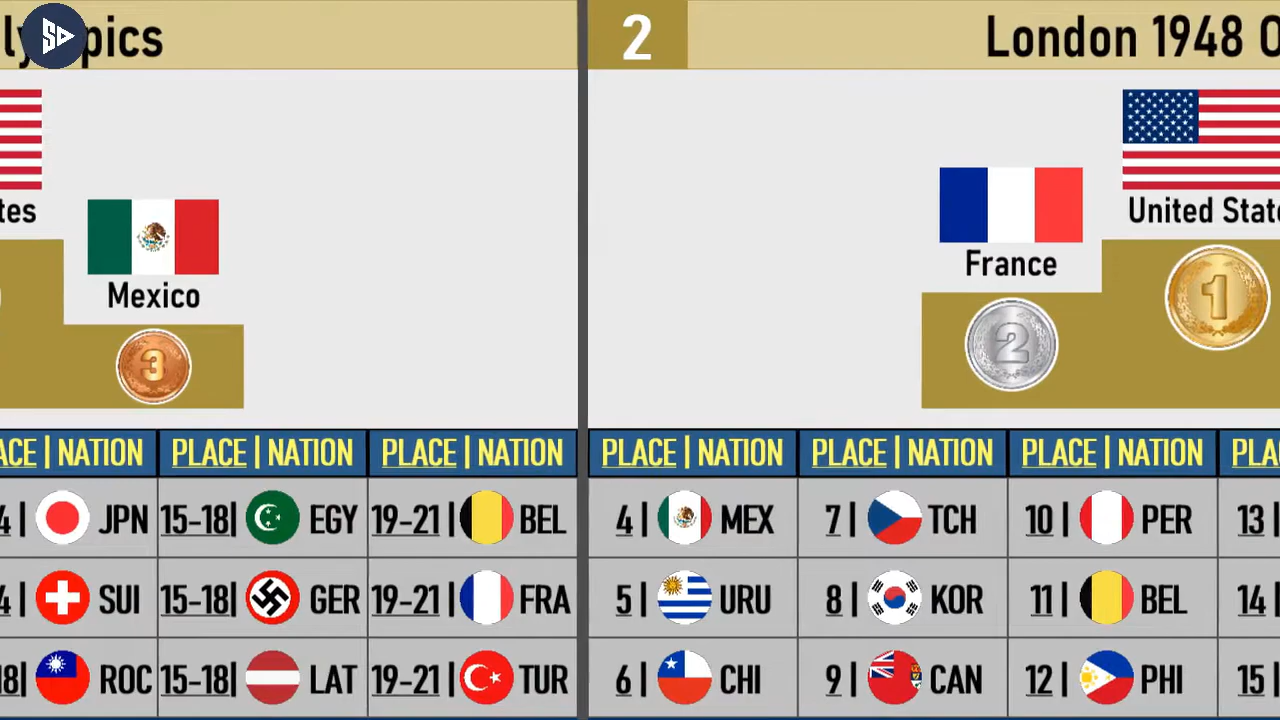 lympics
tes
Mexico
3
ACE | NATION PLACE | NATION PLACE | NATION
4 | JPN 15-18| EGY 19-21 | BEL
4 | SUI 15-18| GER 19-21 | FRA
18| ROC 15-18| LAT 19-21 | TUR
2 London 1948 O
United State
France
1
2
PLACE | NATION PLACE | NATION PLACE | NATION PLA
4 | MEX 7 | TCH 10 | PER 13 |
5 | URU 8 | KOR 11 | BEL 14 |
6 | CHI 9 | CAN 12 | PHI 15 |